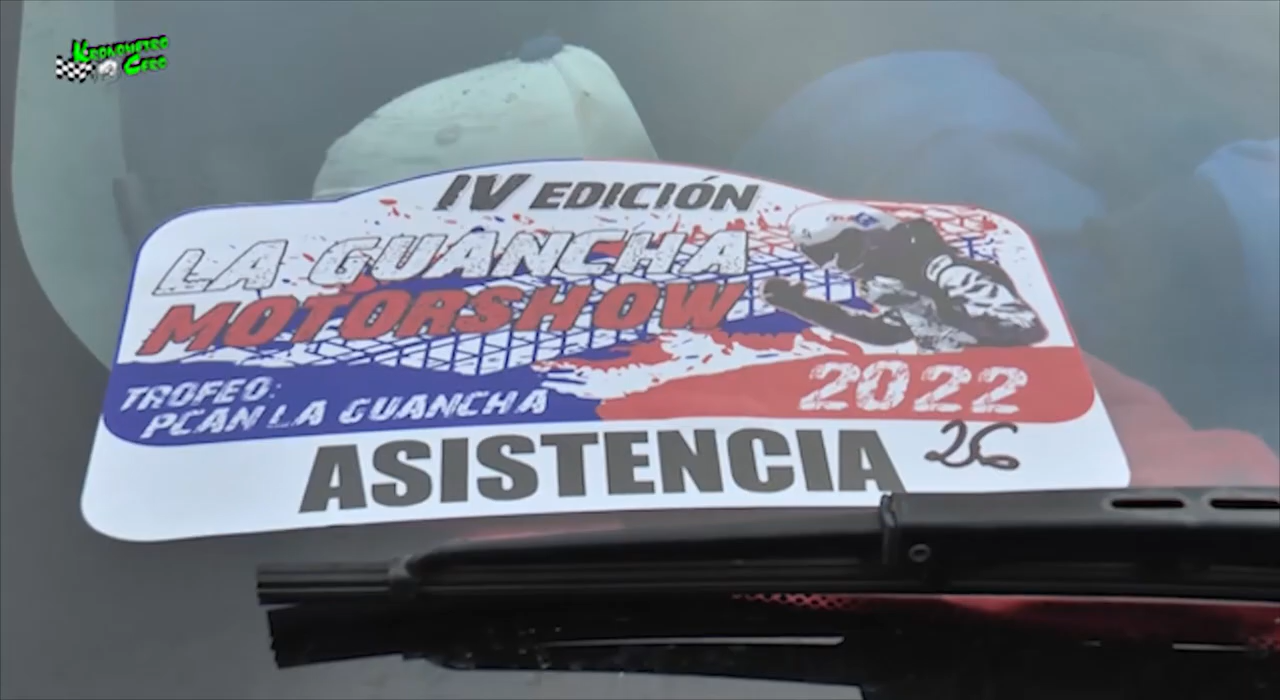 KRONOMETRO
CERO
IV EDICIÓN
LA GUANCHA
MOTORSHOW
TROFEO:
PCAN LA GUANCHA
2022
ASISTENCIA 26